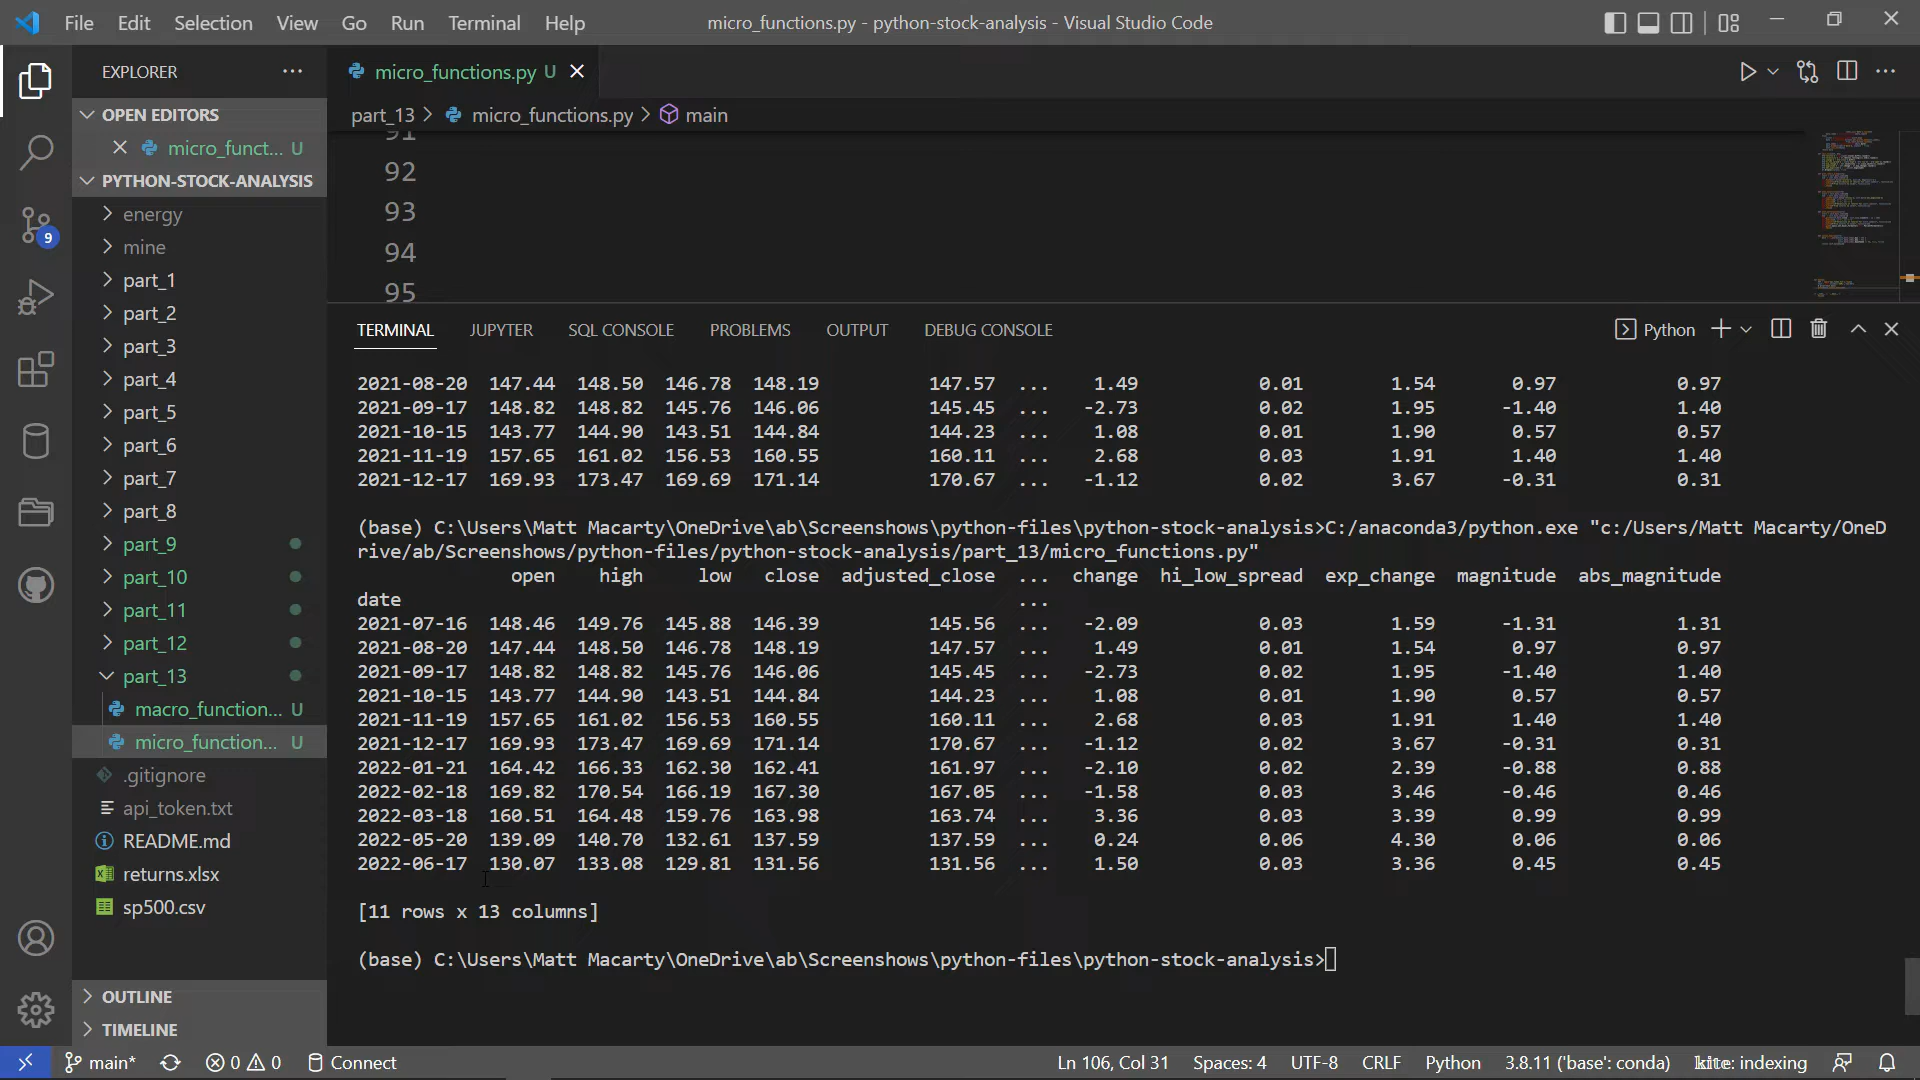 File Edit Selection View Go Run Terminal Help micro_functions.py - python-stock-analysis - Visual Studio Code
EXPLORER
micro_functions.py U
OPEN EDITORS
part_13 > micro_functions.py > main
micro_funct... U
PYTHON-STOCK-ANALYSIS
energy
mine
part_1
part_2
part_3
part_4
part_5
part_6
part_7
part_8
part_9
part_10
part_11
part_12
part_13
macro_function... U
micro_function... U
.gitignore
api_token.txt
README.md
returns.xlsx
sp500.csv
OUTLINE
TIMELINE
9
91
92
93
94
95
TERMINAL JUPYTER SQL CONSOLE PROBLEMS OUTPUT DEBUG CONSOLE Python
2021-08-20 147.44 148.50 146.78 148.19 147.57 ... 1.49 0.01 1.54 0.97 0.97
2021-09-17 148.82 148.82 145.76 146.06 145.45 ... -2.73 0.02 1.95 -1.40 1.40
2021-10-15 143.77 144.90 143.51 144.84 144.23 ... 1.08 0.01 1.90 0.57 0.57
2021-11-19 157.65 161.02 156.53 160.55 160.11 ... 2.68 0.03 1.91 1.40 1.40
2021-12-17 169.93 173.47 169.69 171.14 170.67 ... -1.12 0.02 3.67 -0.31 0.31
(base) C:\Users\Matt Macarty\OneDrive\ab\Screenshows\python-files\python-stock-analysis>C:/anaconda3/python.exe "c:/Users/Matt Macarty/OneD
rive/ab/Screenshows/python-files/python-stock-analysis/part_13/micro_functions.py"
open high low close adjusted_close ... change hi_low_spread exp_change magnitude abs_magnitude
date ...
2021-07-16 148.46 149.76 145.88 146.39 145.56 ... -2.09 0.03 1.59 -1.31 1.31
2021-08-20 147.44 148.50 146.78 148.19 147.57 ... 1.49 0.01 1.54 0.97 0.97
2021-09-17 148.82 148.82 145.76 146.06 145.45 ... -2.73 0.02 1.95 -1.40 1.40
2021-10-15 143.77 144.90 143.51 144.84 144.23 ... 1.08 0.01 1.90 0.57 0.57
2021-11-19 157.65 161.02 156.53 160.55 160.11 ... 2.68 0.03 1.91 1.40 1.40
2021-12-17 169.93 173.47 169.69 171.14 170.67 ... -1.12 0.02 3.67 -0.31 0.31
2022-01-21 164.42 166.33 162.30 162.41 161.97 ... -2.10 0.02 2.39 -0.88 0.88
2022-02-18 169.82 170.54 166.19 167.30 167.05 ... -1.58 0.03 3.46 -0.46 0.46
2022-03-18 160.51 164.48 159.76 163.98 163.74 ... 3.36 0.03 3.39 0.99 0.99
2022-05-20 139.09 140.70 132.61 137.59 137.59 ... 0.24 0.06 4.30 0.06 0.06
2022-06-17 130.07 133.08 129.81 131.56 131.56 ... 1.50 0.03 3.36 0.45 0.45
[11 rows x 13 columns]
(base) C:\Users\Matt Macarty\OneDrive\ab\Screenshows\python-files\python-stock-analysis>
main* 0 0 Connect Ln 106, Col 31 Spaces: 4 UTF-8 CRLF Python 3.8.11 ('base': conda) kite: indexing